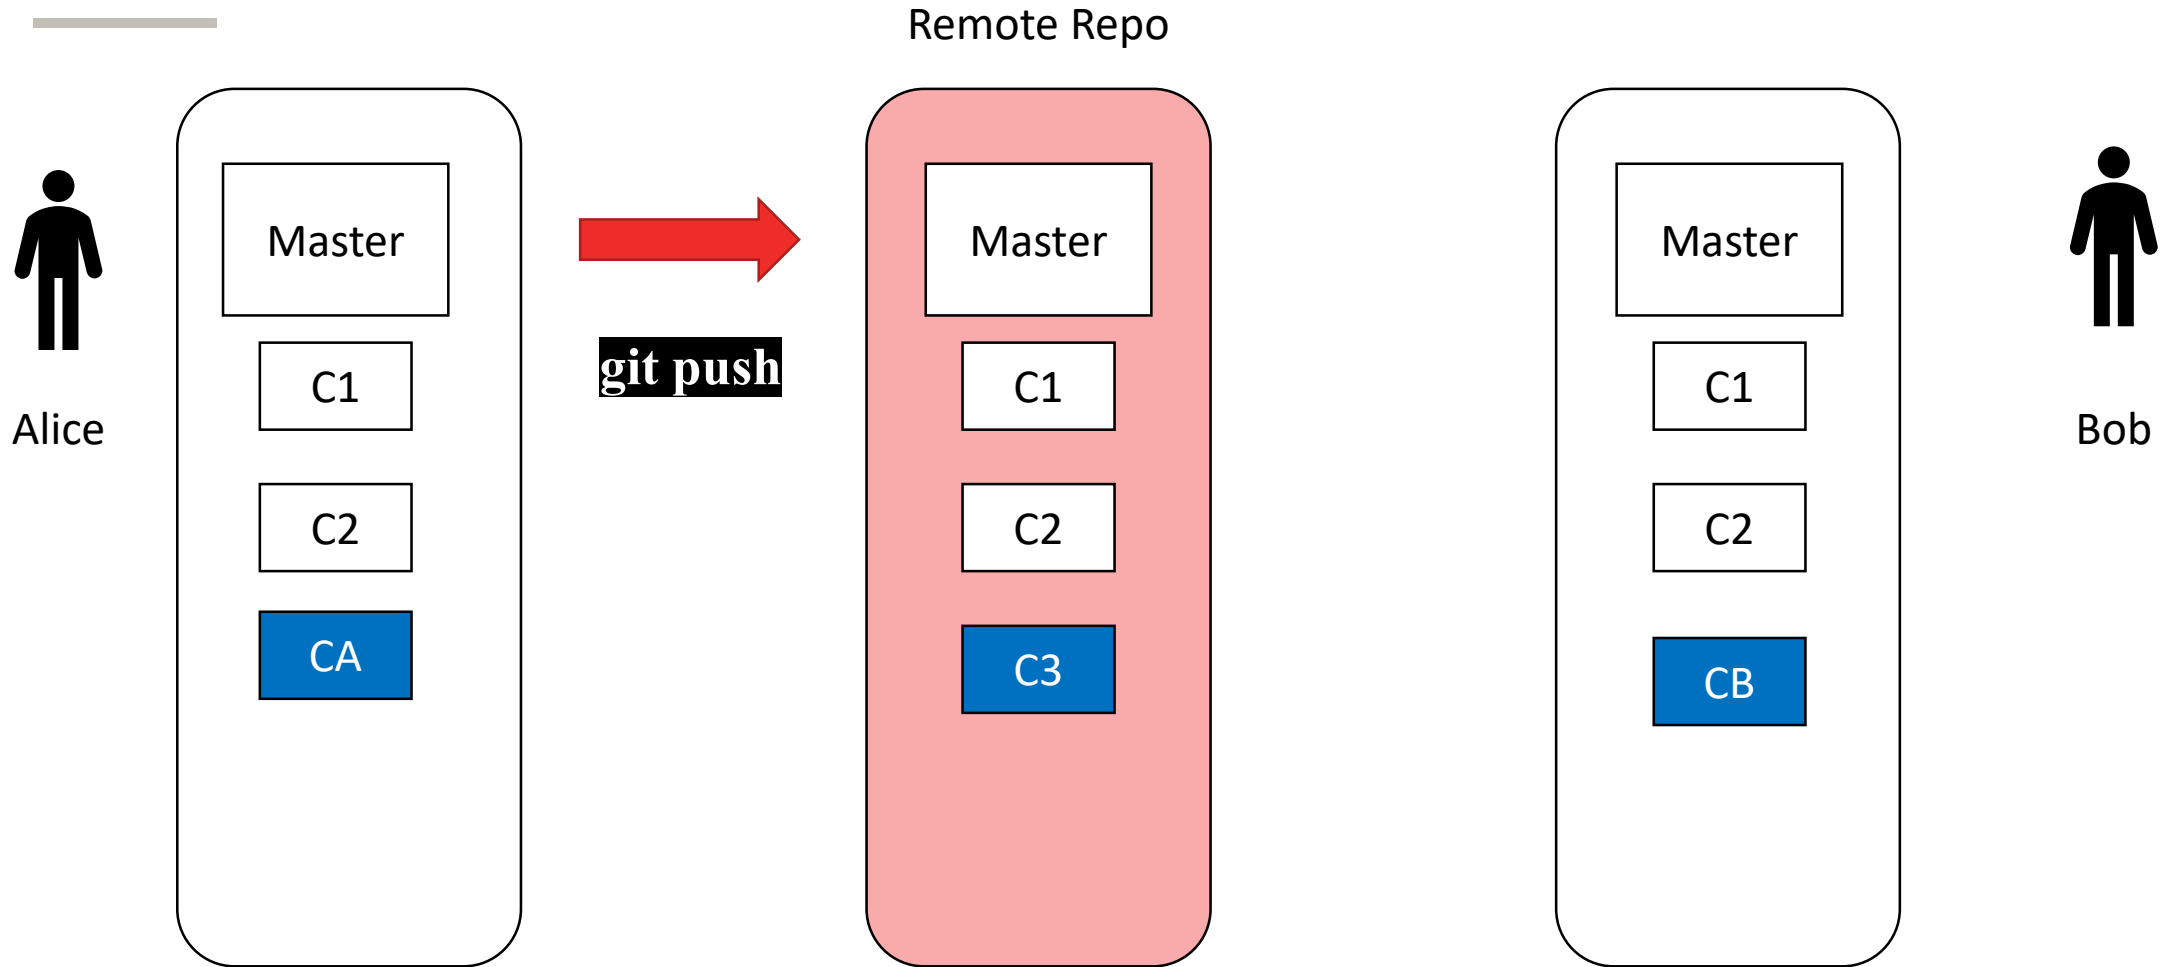 Remote Repo
Alice
Master
C1
C2
CA
git push
Master
C1
C2
C3
Master
C1
C2
CB
Bob